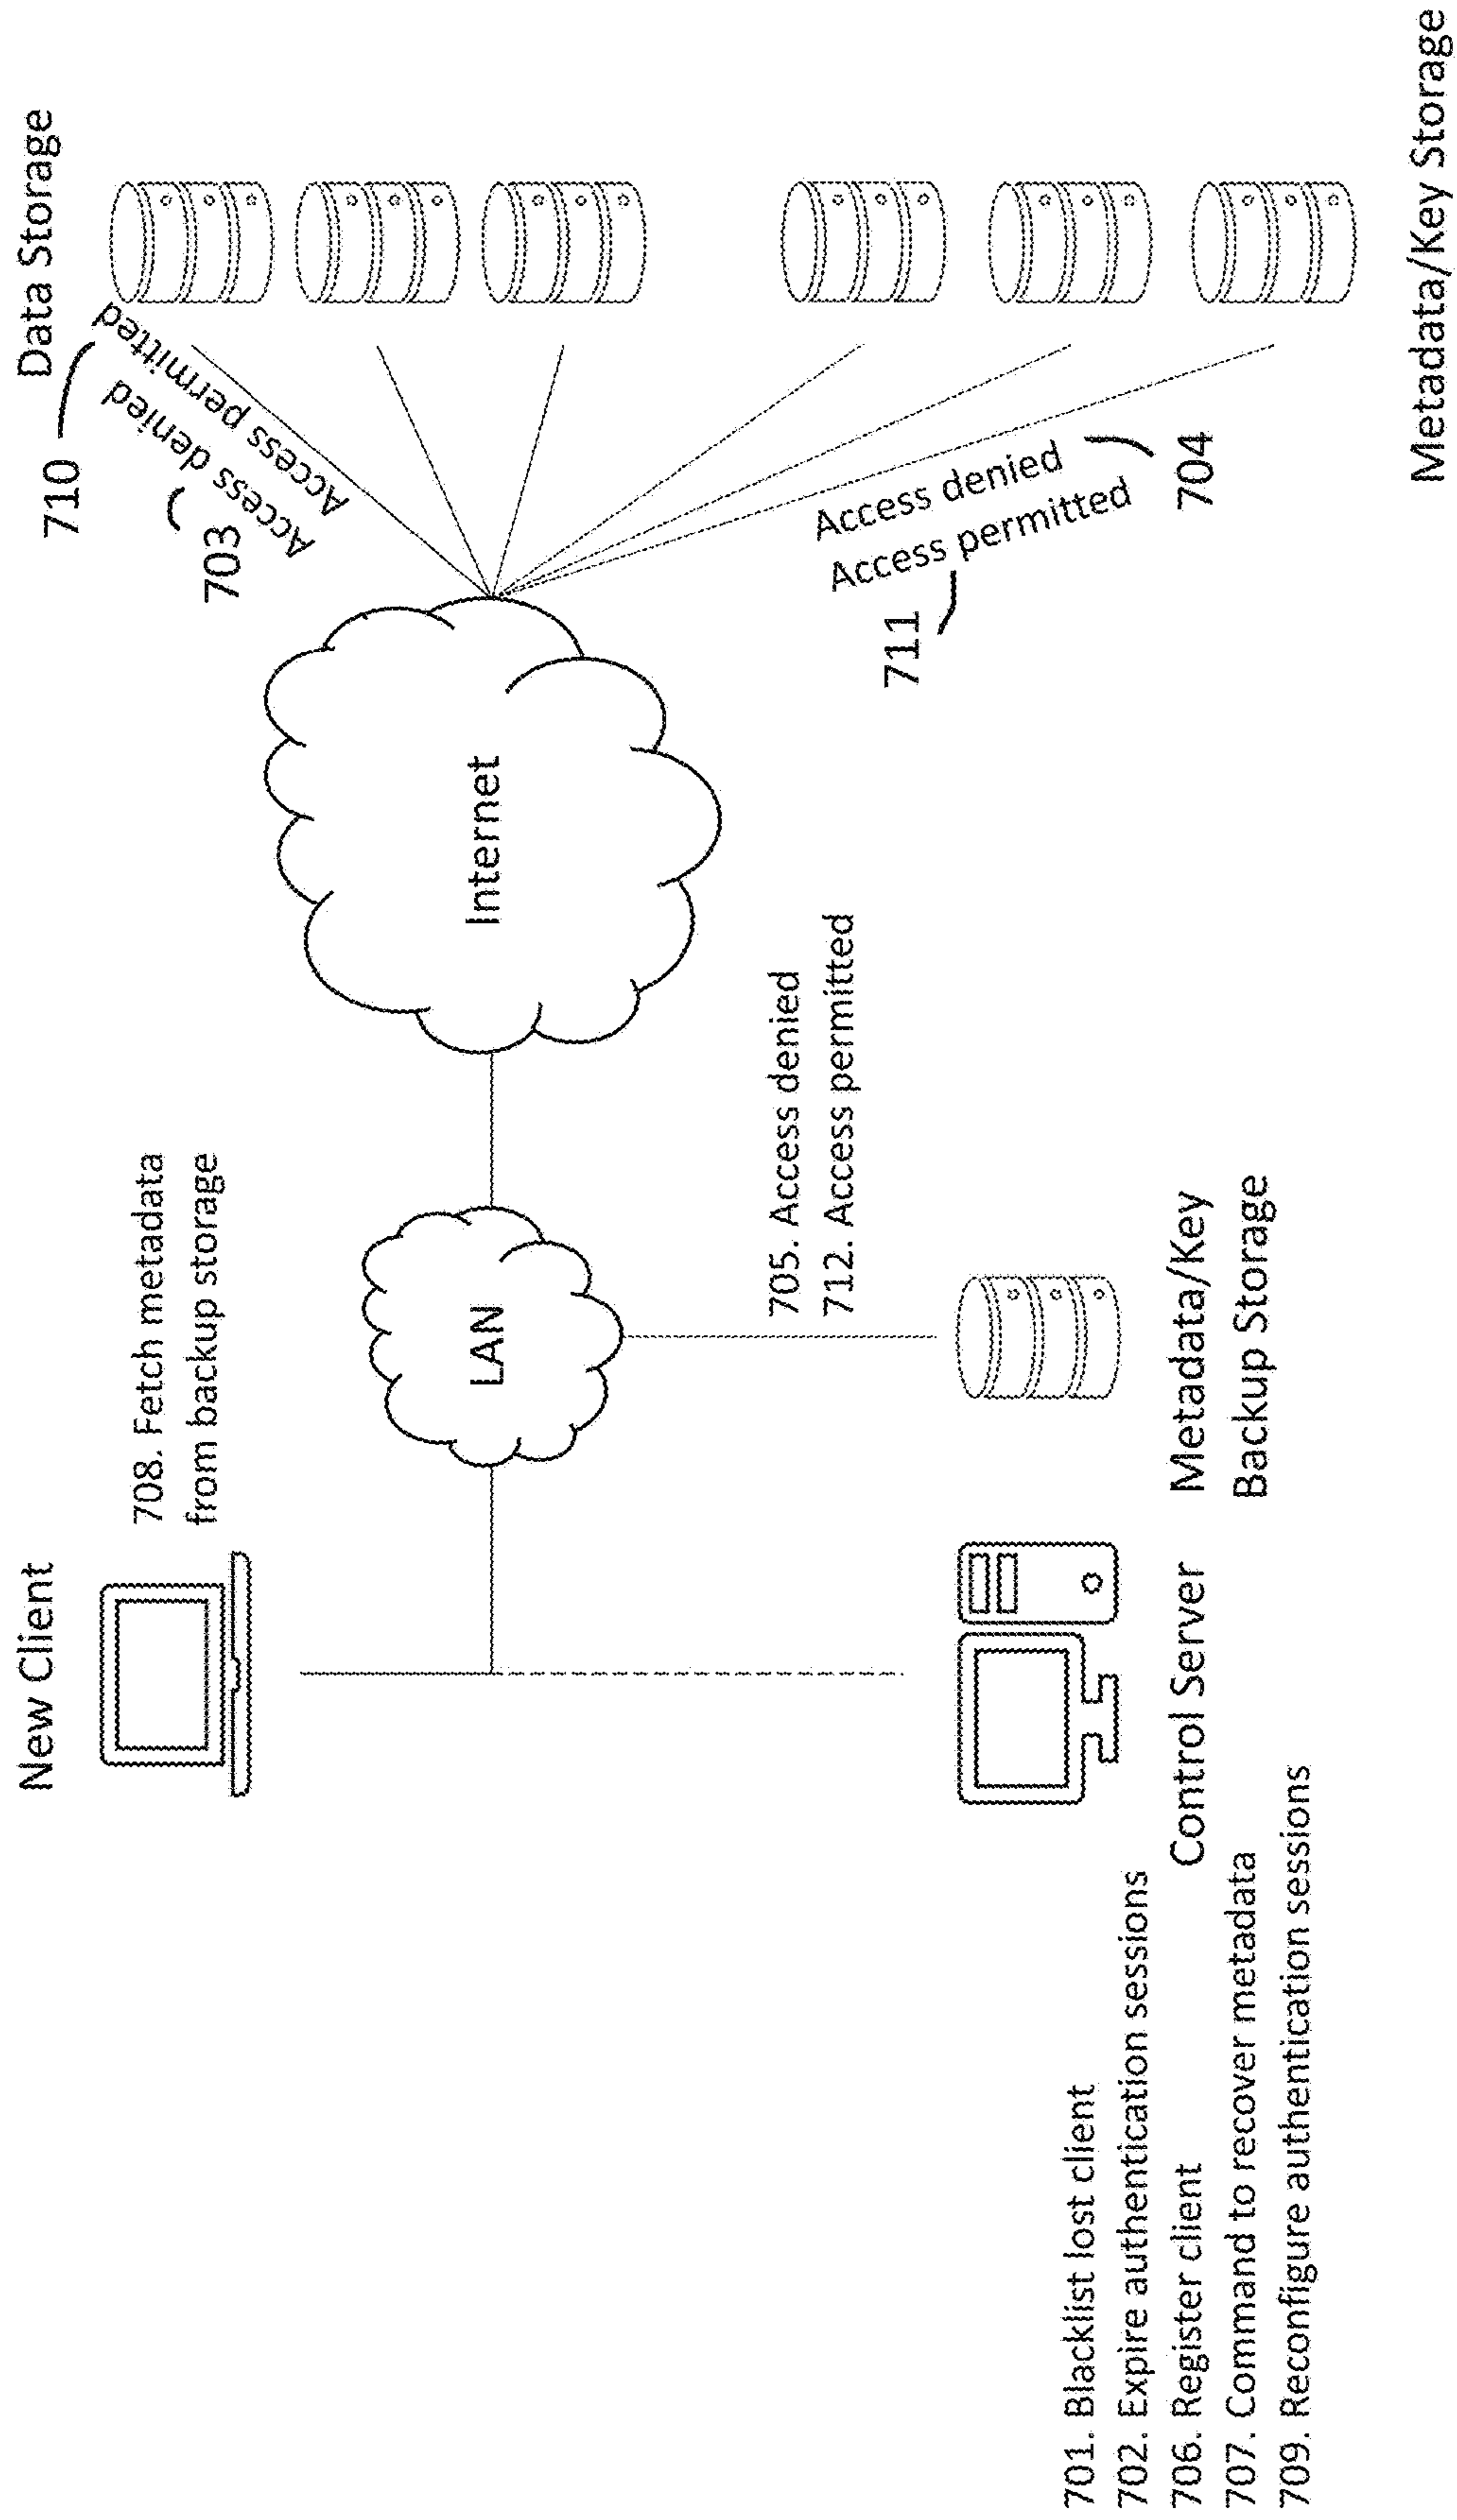 New Client
708. Fetch metadata
from backup storage
Data Storage
710
Access permitted
Access denied
703
LAN
Internet
705. Access denied
712. Access permitted
Access denied
Access permitted
704
711
Control Server
Metadata/Key
Backup Storage
Metadata/Key Storage
701. Blacklist lost client
702. Expire authentication sessions
706. Register client
707. Command to recover metadata
709. Reconfigure authentication sessions